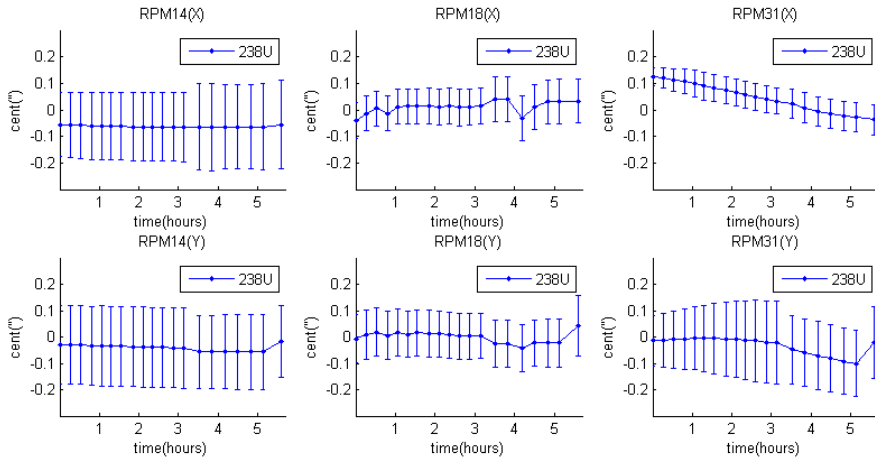 RPM14(X)
238U
cent(")
0.2
0.1
0
-0.1
-0.2
1 2 3 4 5
time(hours)
RPM18(X)
238U
cent(")
0.2
0.1
0
-0.1
-0.2
1 2 3 4 5
time(hours)
RPM31(X)
238U
cent(")
0.2
0.1
0
-0.1
-0.2
1 2 3 4 5
time(hours)
RPM14(Y)
238U
cent(")
0.2
0.1
0
-0.1
-0.2
1 2 3 4 5
time(hours)
RPM18(Y)
238U
cent(")
0.2
0.1
0
-0.1
-0.2
1 2 3 4 5
time(hours)
RPM31(Y)
238U
cent(")
0.2
0.1
0
-0.1
-0.2
1 2 3 4 5
time(hours)